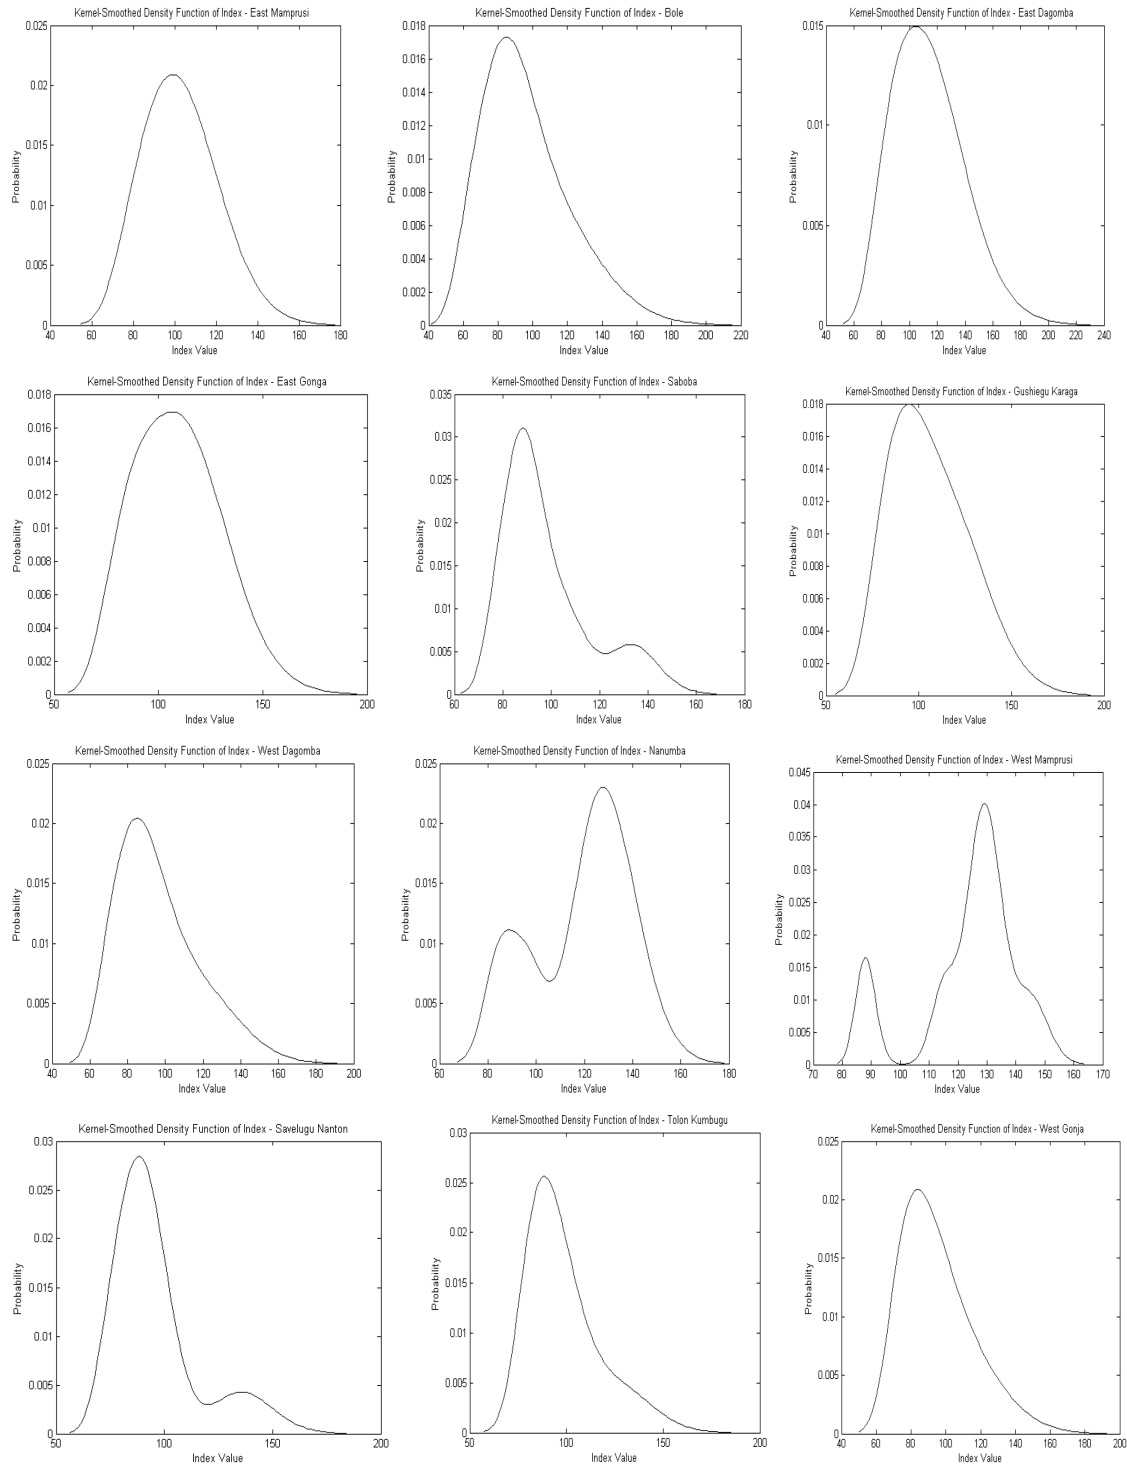 Kernel-Smoothed Density Function of Index - East Mamprusi
0.025
0.02
0.015
0.01
0.005
0
Probability
40 60 80 100 120 140 160 180
Index Value
Kernel-Smoothed Density Function of Index - Bole
0.018
0.016
0.014
0.012
0.01
0.008
0.006
0.004
0.002
0
Probability
40 60 80 100 120 140 160 180 200 220
Index Value
Kernel-Smoothed Density Function of Index - East Dagomba
0.015
0.01
0.005
0
Probability
40 60 80 100 120 140 160 180 200 220 240
Index Value
Kernel-Smoothed Density Function of Index - East Gonga
0.018
0.016
0.014
0.012
0.01
0.008
0.006
0.004
0.002
0
Probability
50 100 150 200
Index Value
Kernel-Smoothed Density Function of Index - Saboba
0.035
0.03
0.025
0.02
0.015
0.01
0.005
0
Probability
60 80 100 120 140 160 180
Index Value
Kernel-Smoothed Density Function of Index - Gushiegu Karaga
0.018
0.016
0.014
0.012
0.01
0.008
0.006
0.004
0.002
0
Probability
50 100 150 200
Index Value
Kernel-Smoothed Density Function of Index - West Dagomba
0.025
0.02
0.015
0.01
0.005
0
Probability
40 60 80 100 120 140 160 180 200
Index Value
Kernel-Smoothed Density Function of Index - Nanumba
0.025
0.02
0.015
0.01
0.005
0
Probability
60 80 100 120 140 160 180
Index Value
Kernel-Smoothed Density Function of Index - West Mamprusi
0.045
0.04
0.035
0.03
0.025
0.02
0.015
0.01
0.005
0
Probability
70 80 90 100 110 120 130 140 150 160 170
Index Value
Kernel-Smoothed Density Function of Index - Savelugu Nanton
0.03
0.025
0.02
0.015
0.01
0.005
0
Probability
50 100 150 200
Index Value
Kernel-Smoothed Density Function of Index - Tolon Kumbugu
0.03
0.025
0.02
0.015
0.01
0.005
0
Probability
50 100 150 200
Index Value
Kernel-Smoothed Density Function of Index - West Gonja
0.025
0.02
0.015
0.01
0.005
0
Probability
40 60 80 100 120 140 160 180 200
Index Value